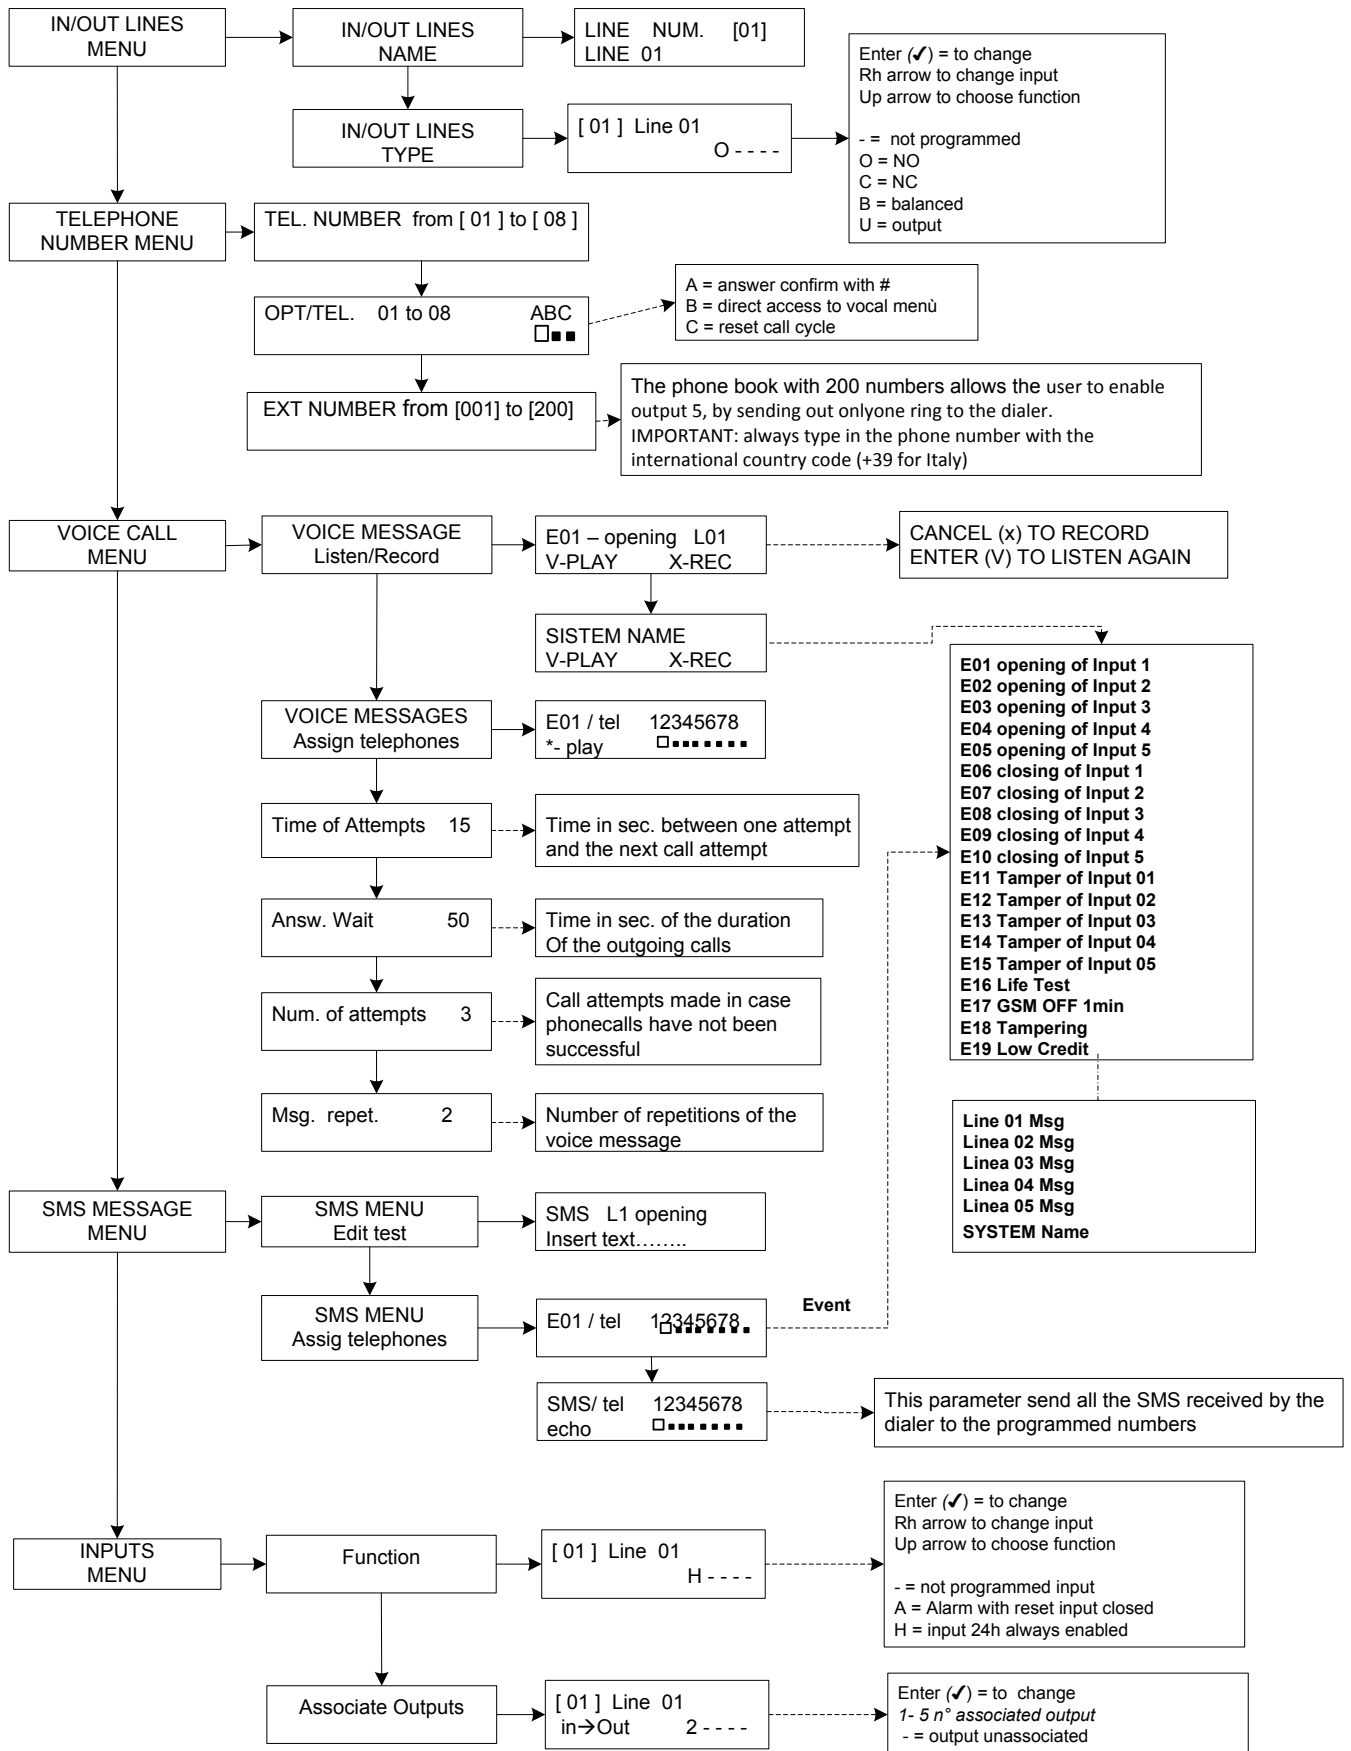 IN/OUT LINES
MENU
IN/OUT LINES
NAME
LINE NUM. [01]
LINE 01
Enter (✓) = to change
Rh arrow to change input
Up arrow to choose function
- = not programmed
O = NO
C = NC
B = balanced
U = output
IN/OUT LINES
TYPE
[ 01 ] Line 01
O - - - -
TELEPHONE
NUMBER MENU
TEL. NUMBER from [ 01 ] to [ 08 ]
OPT/TEL. 01 to 08 ABC
A = answer confirm with #
B = direct access to vocal menù
C = reset call cycle
EXT NUMBER from [001] to [200]
The phone book with 200 numbers allows the user to enable
output 5, by sending out onlyone ring to the dialer.
IMPORTANT: always type in the phone number with the
international country code (+39 for Italy)
VOICE CALL
MENU
VOICE MESSAGE
Listen/Record
E01 – opening L01
V-PLAY X-REC
CANCEL (x) TO RECORD
ENTER (V) TO LISTEN AGAIN
SISTEM NAME
V-PLAY X-REC
E01 opening of Input 1
E02 opening of Input 2
E03 opening of Input 3
E04 opening of Input 4
E05 opening of Input 5
E06 closing of Input 1
E07 closing of Input 2
E08 closing of Input 3
E09 closing of Input 4
E10 closing of Input 5
E11 Tamper of Input 01
E12 Tamper of Input 02
E13 Tamper of Input 03
E14 Tamper of Input 04
E15 Tamper of Input 05
E16 Life Test
E17 GSM OFF 1min
E18 Tampering
E19 Low Credit
VOICE MESSAGES
Assign telephones
E01 / tel 12345678
*- play
Time of Attempts 15
Time in sec. between one attempt
and the next call attempt
Answ. Wait 50
Time in sec. of the duration
Of the outgoing calls
Num. of attempts 3
Call attempts made in case
phonecalls have not been
successful
Msg. repet. 2
Number of repetitions of the
voice message
Line 01 Msg
Linea 02 Msg
Linea 03 Msg
Linea 04 Msg
Linea 05 Msg
SYSTEM Name
SMS MESSAGE
MENU
SMS MENU
Edit test
SMS L1 opening
Insert text……..
SMS MENU
Assig telephones
E01 / tel 12345678
Event
SMS/ tel 12345678
echo
This parameter send all the SMS received by the
dialer to the programmed numbers
INPUTS
MENU
Function
[ 01 ] Line 01
H - - - -
Enter (✓) = to change
Rh arrow to change input
Up arrow to choose function
- = not programmed input
A = Alarm with reset input closed
H = input 24h always enabled
Associate Outputs
[ 01 ] Line 01
in→Out 2 - - - -
Enter (✓) = to change
1- 5 n° associated output
- = output unassociated